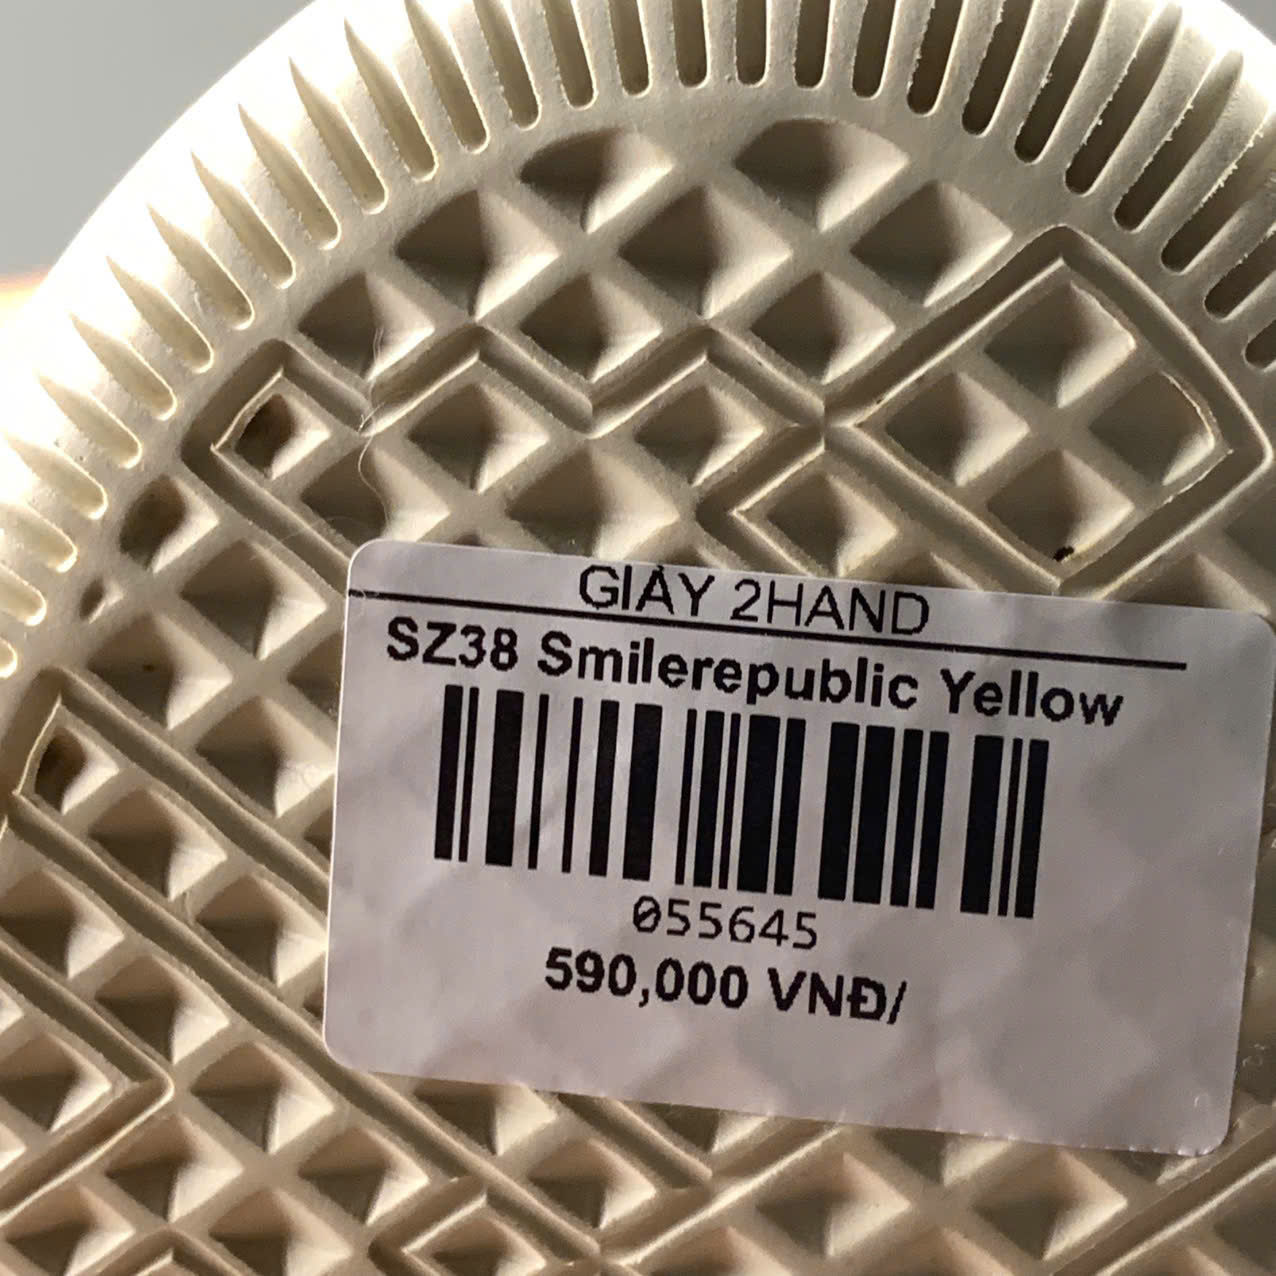 GIÀY 2HAND
SZ38 Smilerepublic Yellow
055645
590,000 VNĐ/